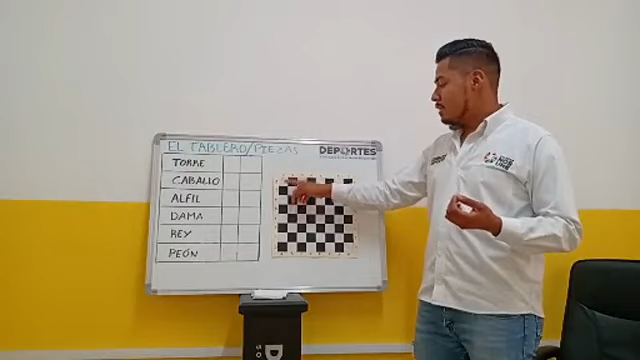 EL TABLERO/PIEZAS
DEPORTES
TORRE
CABALLO
ALFIL
DAMA
REY
PEÓN